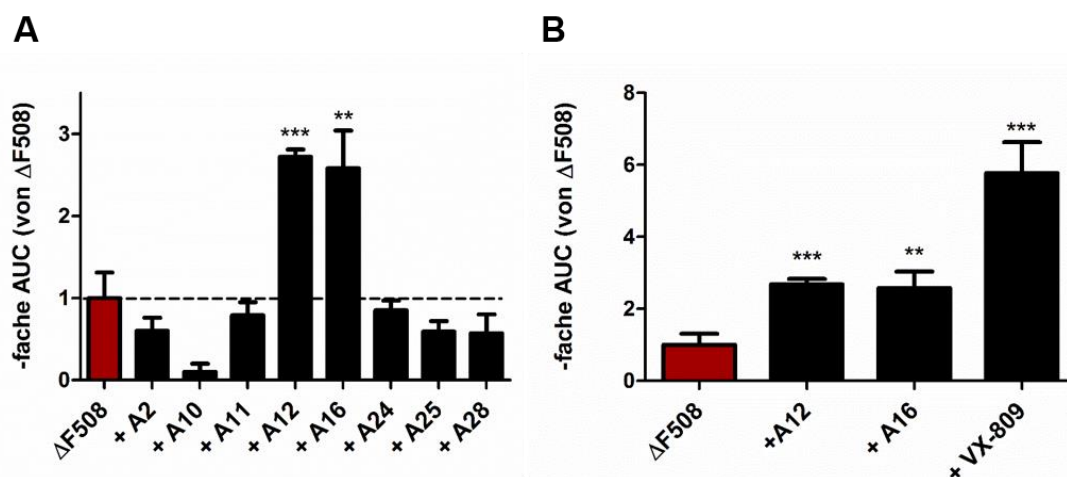 A
-fache AUC (von ΔF508)
3
2
1
0
***
**
ΔF508
+ A2
+ A10
+ A11
+ A12
+ A16
+ A24
+ A25
+ A28
B
-fache AUC (von ΔF508)
8
6
4
2
0
***
**
***
ΔF508
+A12
+ A16
+ VX-809